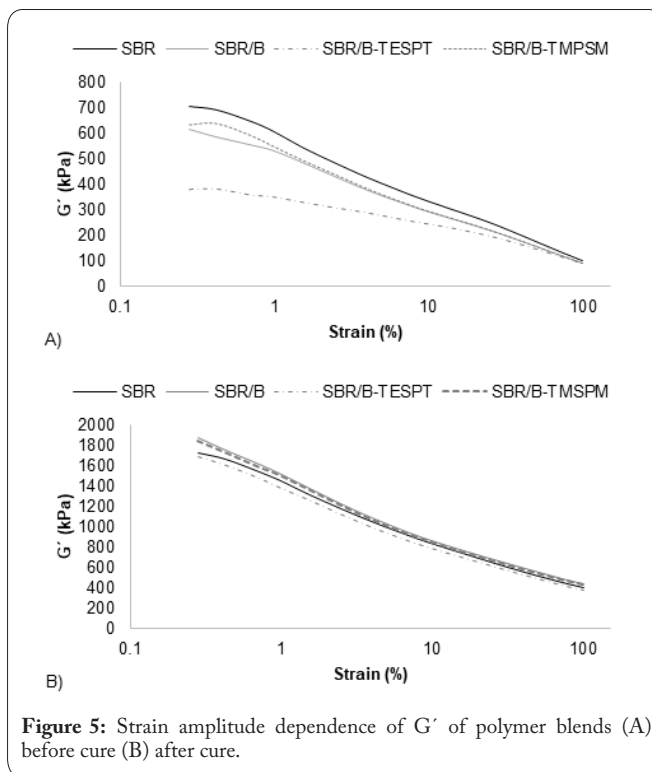 SBR SBR/B SBR/B-TESPT SBR/B-TMPSM
800
700
600
500
400
300
200
100
0
G´ (kPa)
0.1 1 10 100
Strain (%)
A)
SBR SBR/B SBR/B-TESPT SBR/B-TMSPM
2000
1800
1600
1400
1200
1000
800
600
400
200
0
G´ (kPa)
0.1 1 10 100
Strain (%)
B)
Figure 5: Strain amplitude dependence of G´ of polymer blends (A)
before cure (B) after cure.